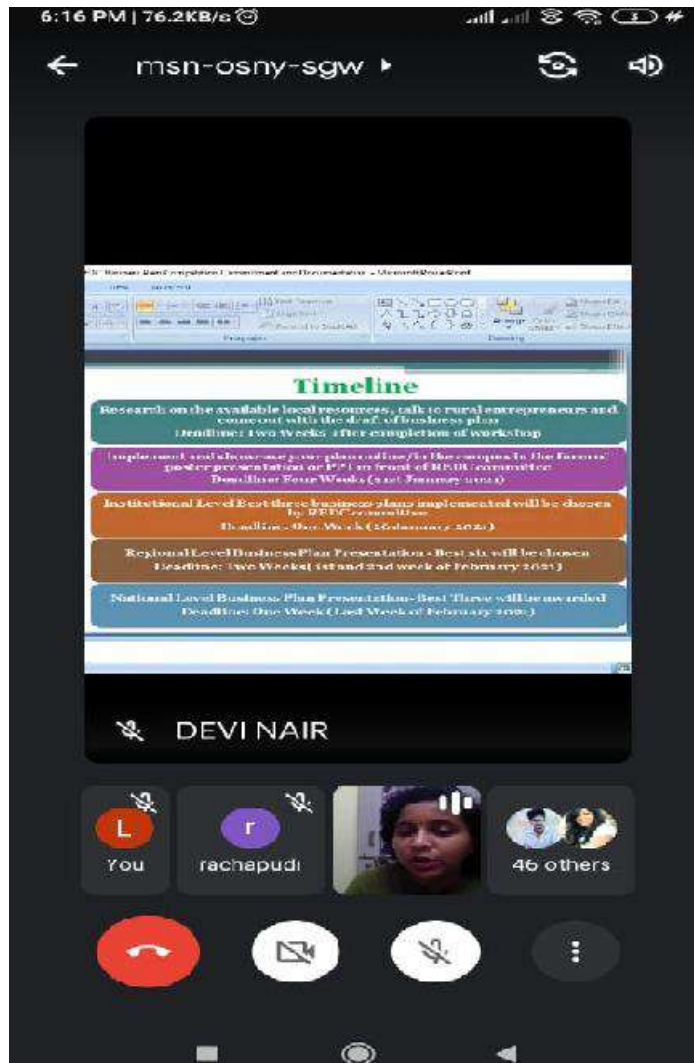 6:16 PM | 76.2KB/s
msn-osny-sgw
Timeline
Research on the available local resources, talk to rural entrepreneurs and
come out with the draft of business plan
Deadline: Two Weeks after completion of workshop
Implement and showcase your plan online/in the campus in the form of
poster presentation or PPT in front of REDC committee
Deadline: Four Weeks (31st January 2021)
Institutional Level Best three business plans implemented will be chosen
by REDC committee
Deadline - One Week
Regional Level Business Plan Presentation - Best six will be chosen
Deadline: Two Weeks( 1st and 2nd week of February 2021)
National Level Business Plan Presentation- Best Three will be awarded
Deadline: One Week (Last Week of February 2021)
DEVI NAIR
L
You
r
rachapudi
46 others